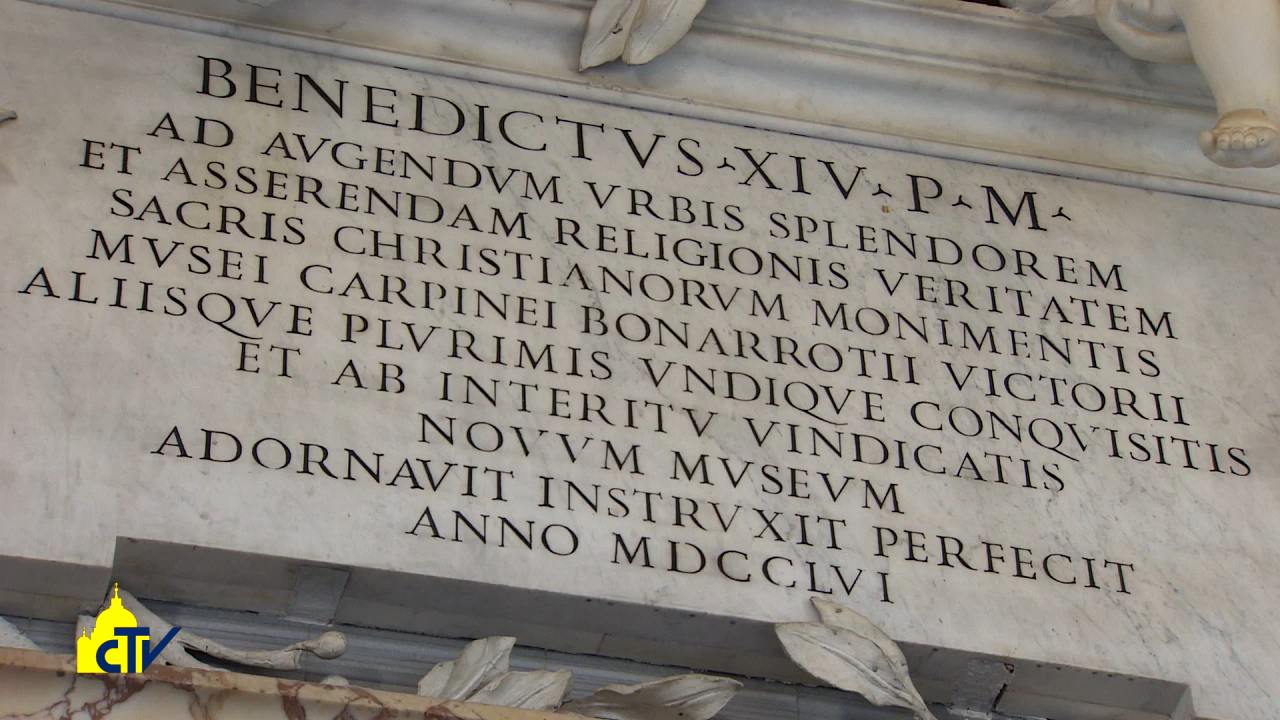 BENEDICTVS·XIV·P·M·
AD AVGENDVM VRBIS SPLENDOREM
ET ASSERENDAM RELIGIONIS VERITATEM
SACRIS CHRISTIANORVM MONIMENTIS
MVSEI CARPINEI BONARROTII VICTORII
ALIISQVE PLVRIMIS VNDIQVE CONQVISITIS
ET AB INTERITV VINDICATIS
NOVVM MVSEVM
ADORNAVIT INSTRVXIT PERFECIT
ANNO MDCCLVI
CTV